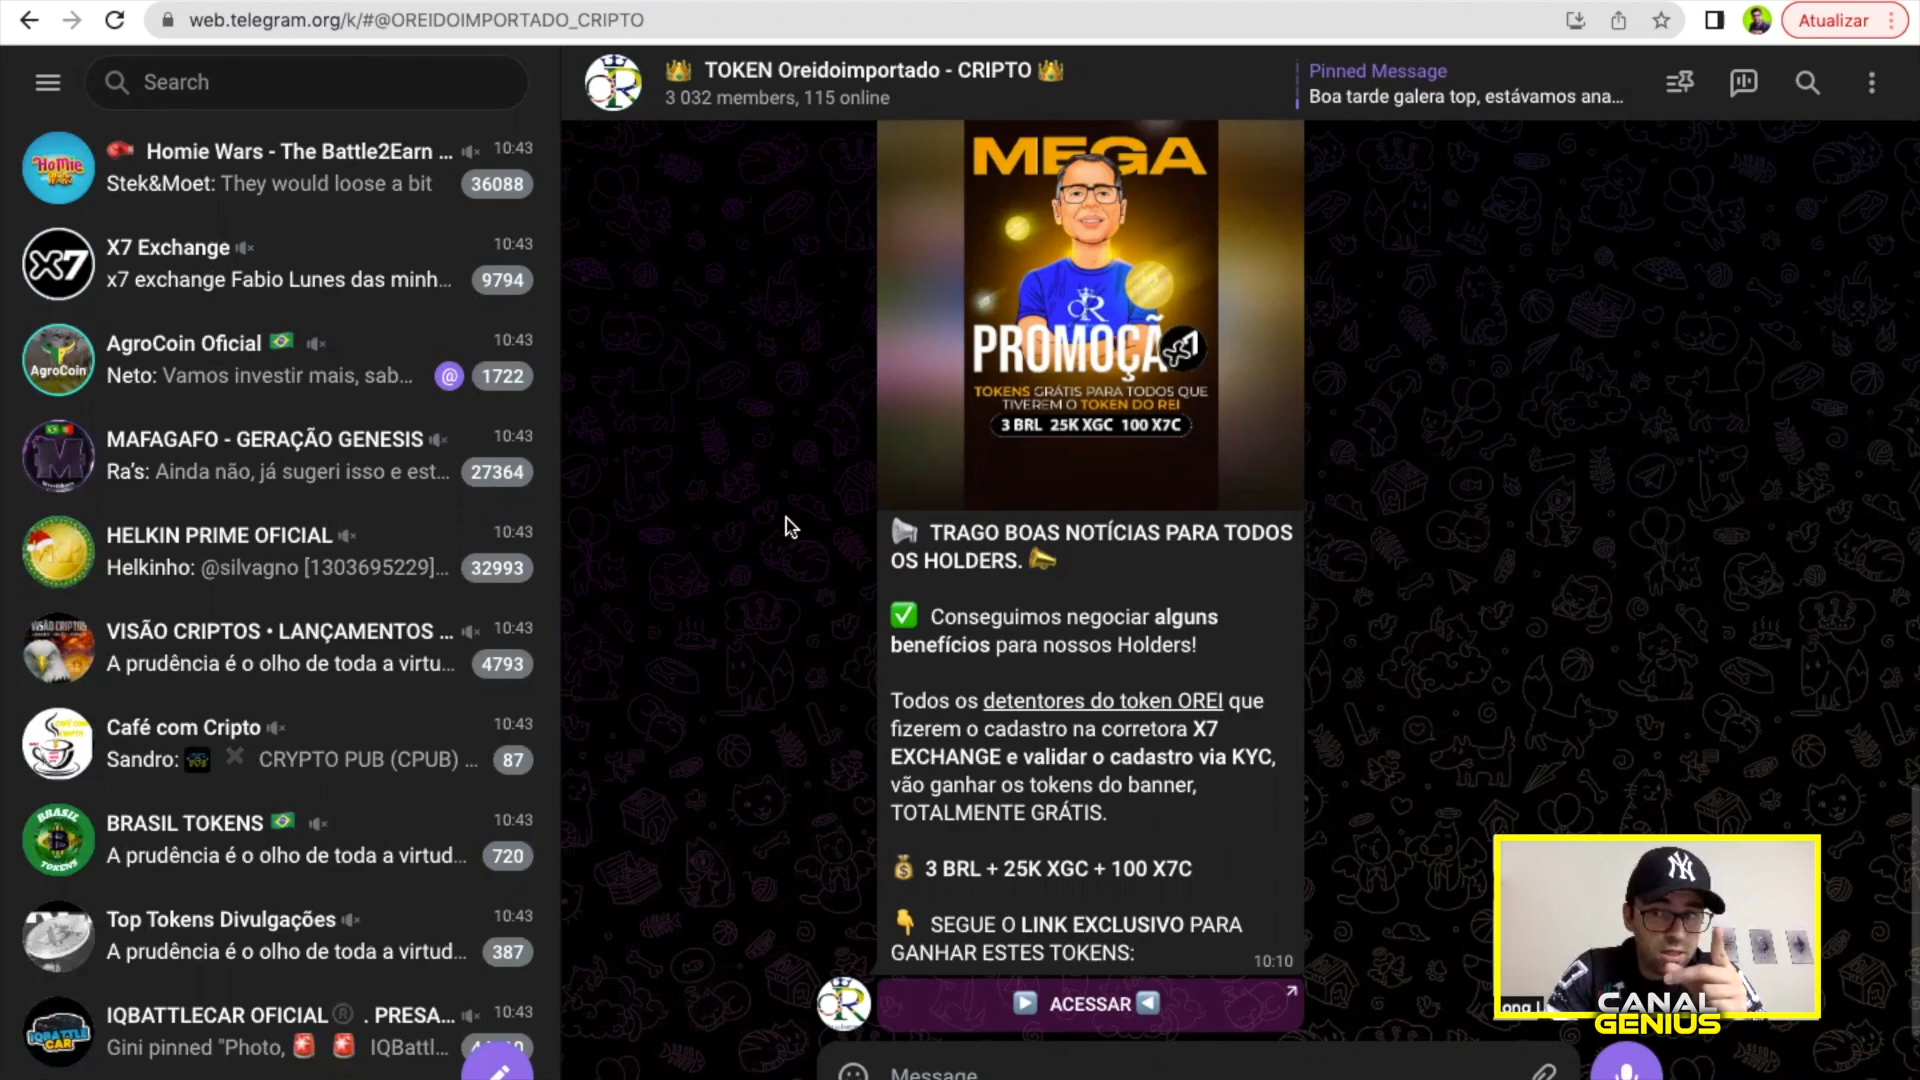 web.telegram.org/k/#@OREIDOIMPORTADO_CRIPTO
Atualizar
Search
TOKEN Oreidoimportado - CRIPTO
3 032 members, 115 online
Pinned Message
Boa tarde galera top, estávamos ana...
Homie Wars - The Battle2Earn ...
10:43
Stek&Moet: They would loose a bit
36088
X7 Exchange
10:43
x7 exchange Fabio Lunes das minh...
9794
AgroCoin Oficial
10:43
Neto: Vamos investir mais, sab...
@
1722
AgroCoin
MAFAGAFO - GERAÇÃO GENESIS
10:43
Ra's: Ainda não, já sugeri isso e est...
27364
HELKIN PRIME OFICIAL
10:43
Helkinho: @silvagno [1303695229]...
32993
VISÃO CRIPTOS • LANÇAMENTOS ...
10:43
A prudência é o olho de toda a virtu...
4793
Café com Cripto
10:43
Sandro: CRYPTO PUB (CPUB) ...
87
BRASIL TOKENS
10:43
A prudência é o olho de toda a virtud...
720
BRASIL
TOKENS
Top Tokens Divulgações
10:43
A prudência é o olho de toda a virtud...
387
IQBATTLECAR OFICIAL ® . PRESA...
10:43
Gini pinned "Photo, IQBattl...
MEGA
PROMOÇÃ
TOKENS GRÁTIS PARA TODOS QUE
TIVEREM O TOKEN DO REI
3 BRL 25K XGC 100 X7C
TRAGO BOAS NOTÍCIAS PARA TODOS
OS HOLDERS.
Conseguimos negociar alguns
benefícios para nossos Holders!
Todos os detentores do token OREI que
fizerem o cadastro na corretora X7
EXCHANGE e validar o cadastro via KYC,
vão ganhar os tokens do banner,
TOTALMENTE GRÁTIS.
3 BRL + 25K XGC + 100 X7C
SEGUE O LINK EXCLUSIVO PARA
GANHAR ESTES TOKENS:
10:10
ACESSAR
Message
CANAL
GENIUS